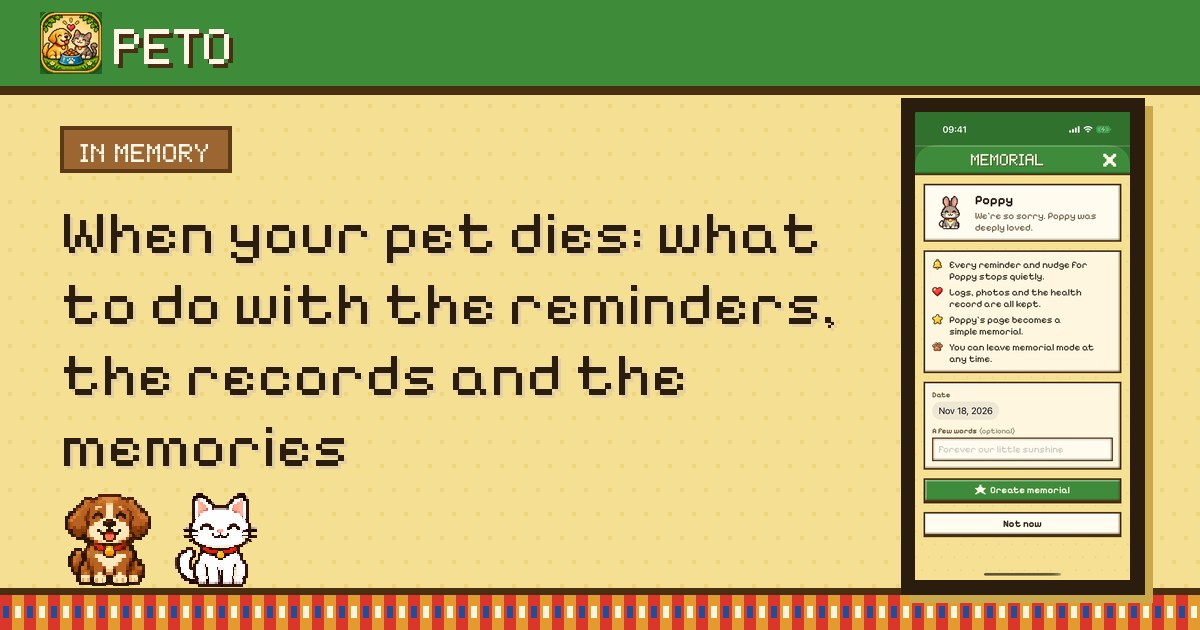 PETO
IN MEMORY
When your pet dies: what
to do with the reminders,
the records and the
memories
09:41
MEMORIAL
Poppy
We're so sorry. Poppy was
deeply loved.
Every reminder and nudge for
Poppy stops quietly.
Logs, photos and the health
record are all kept.
Poppy's page becomes a
simple memorial.
You can leave memorial mode at
any time.
Date
Nov 18, 2026
A few words (optional)
Forever our little sunshine
Create memorial
Not now